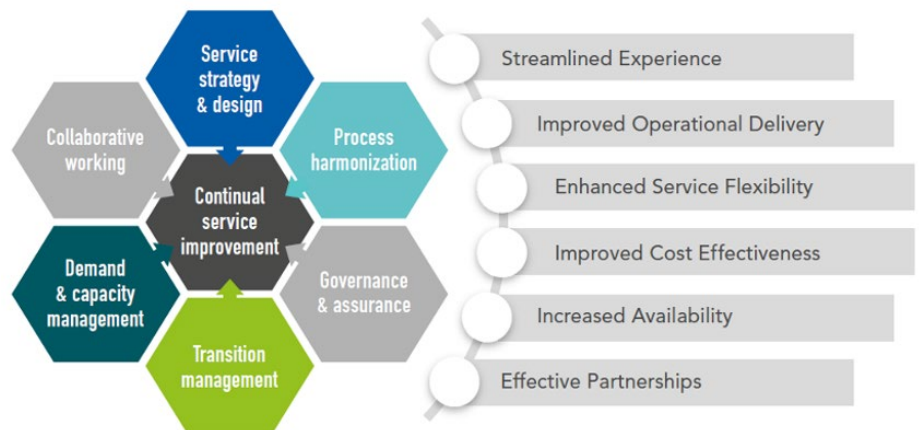 Service
strategy
& design
Collaborative
working
Process
harmonization
Continual
service
improvement
Demand
& capacity
management
Governance
& assurance
Transition
management
Streamlined Experience
Improved Operational Delivery
Enhanced Service Flexibility
Improved Cost Effectiveness
Increased Availability
Effective Partnerships